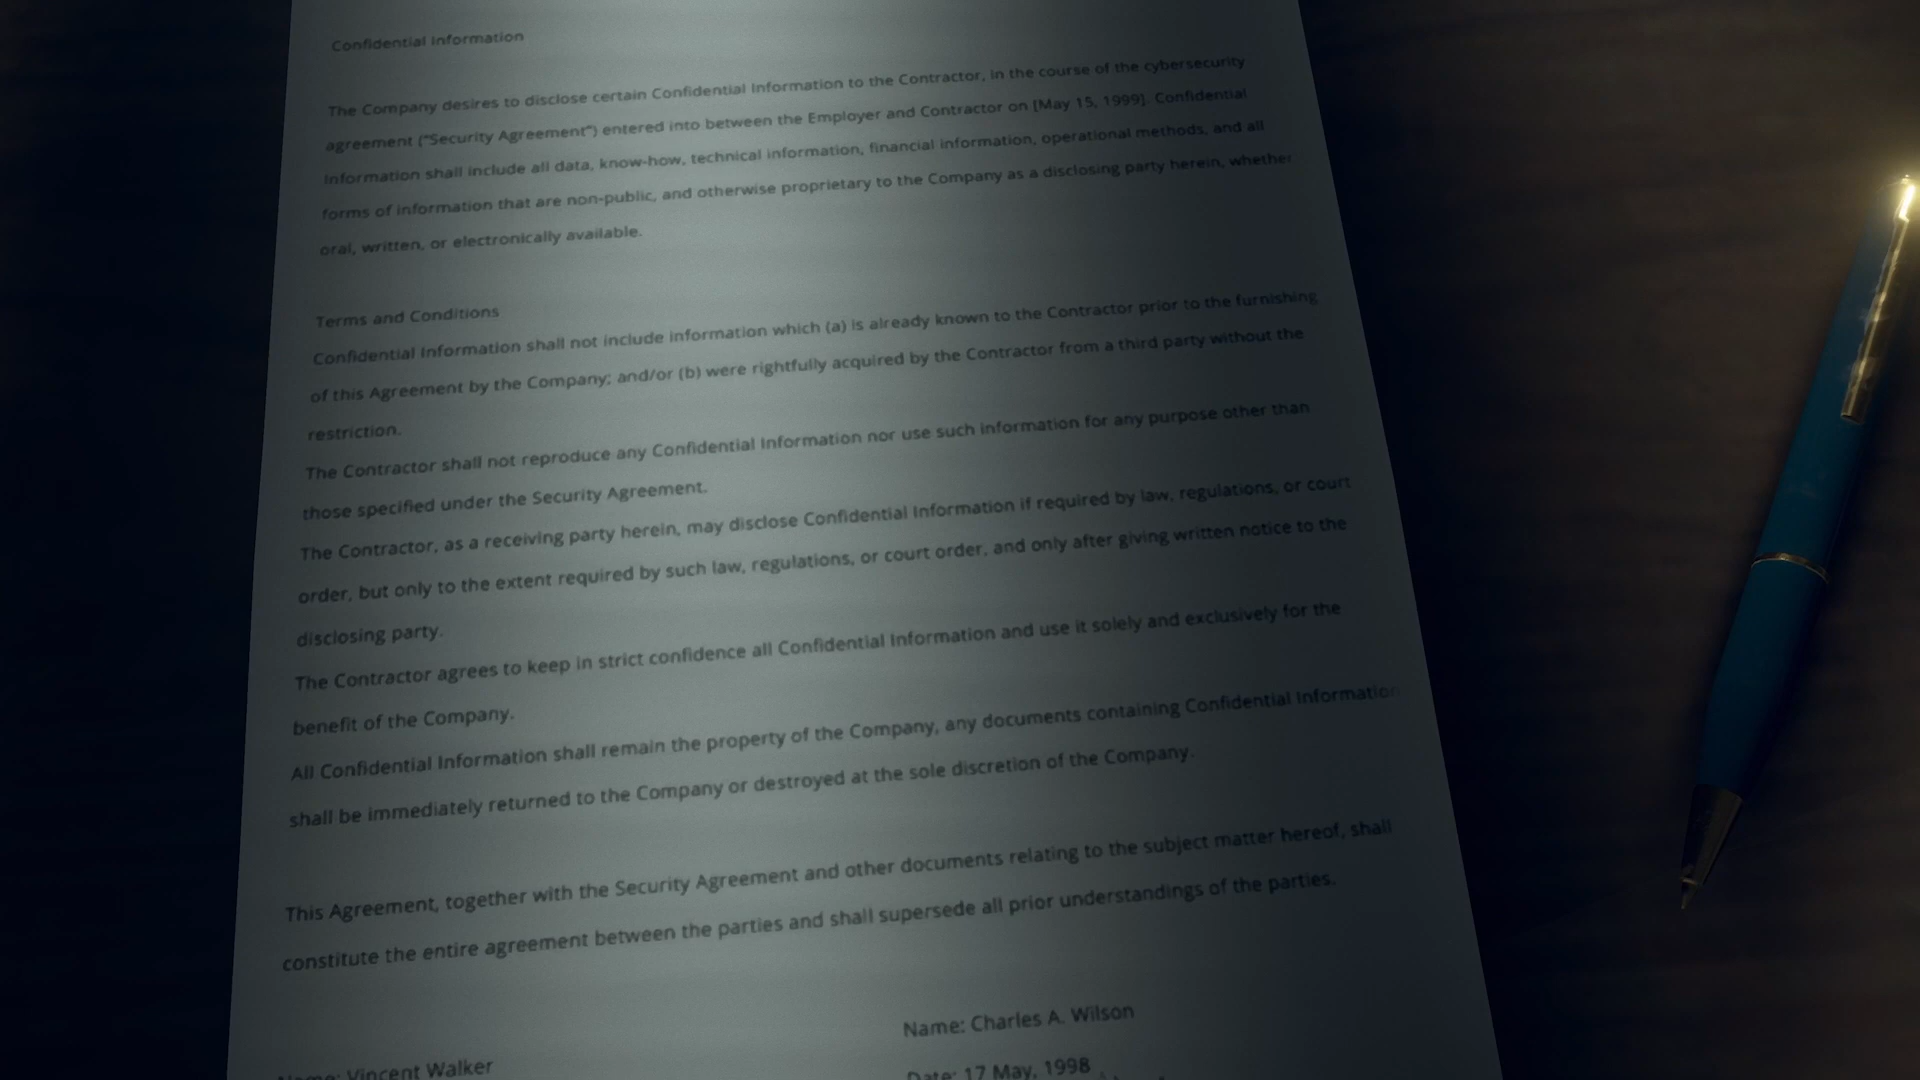 Confidential Information
The Company desires to disclose certain Confidential Information to the Contractor, in the course of the cybersecurity
agreement ("Security Agreement") entered into between the Employer and Contractor on [May 15, 1999]. Confidential
Information shall include all data, know-how, technical information, financial information, operational methods, and all
forms of information that are non-public, and otherwise proprietary to the Company as a disclosing party herein, whether
oral, written, or electronically available.
Terms and Conditions
Confidential Information shall not include information which (a) is already known to the Contractor prior to the furnishing
of this Agreement by the Company; and/or (b) were rightfully acquired by the Contractor from a third party without the
restriction.
The Contractor shall not reproduce any Confidential Information nor use such information for any purpose other than
those specified under the Security Agreement.
The Contractor, as a receiving party herein, may disclose Confidential Information if required by law, regulations, or court
order, but only to the extent required by such law, regulations, or court order, and only after giving written notice to the
disclosing party.
The Contractor agrees to keep in strict confidence all Confidential Information and use it solely and exclusively for the
benefit of the Company.
All Confidential Information shall remain the property of the Company, any documents containing Confidential Information
shall be immediately returned to the Company or destroyed at the sole discretion of the Company.
This Agreement, together with the Security Agreement and other documents relating to the subject matter hereof, shall
constitute the entire agreement between the parties and shall supersede all prior understandings of the parties.
Name: Charles A. Wilson
Name: Vincent Walker
Date: 17 May, 1998